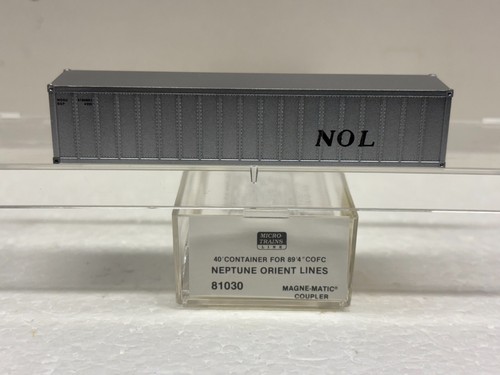 NOL
MICRO
TRAINS
LINE
40' CONTAINER FOR 89'4" COFC
NEPTUNE ORIENT LINES
81030
MAGNE-MATIC®
COUPLER